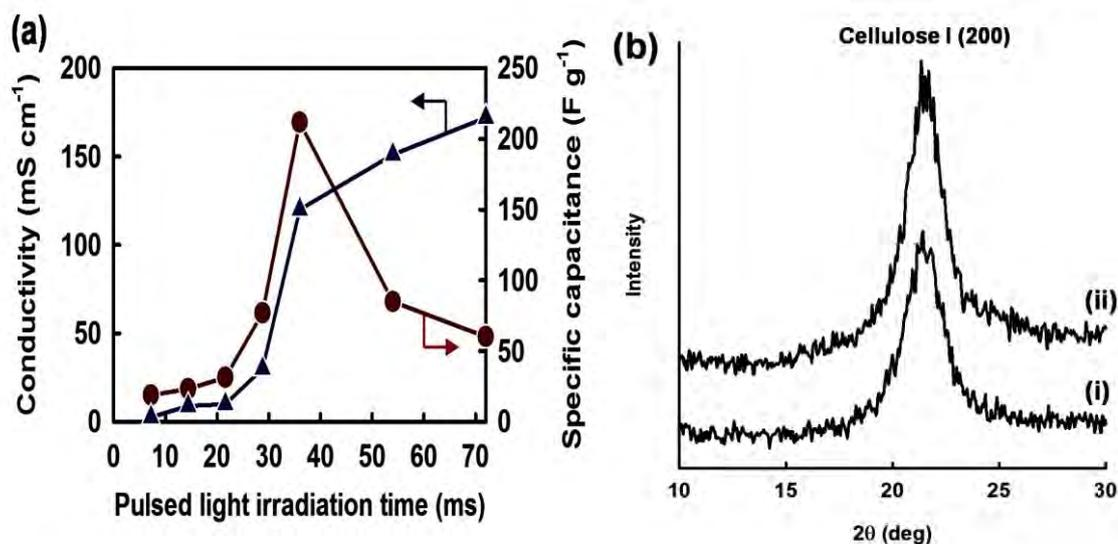 (a)
200
150
100
50
0
Conductivity (mS cm⁻¹)
250
200
150
100
50
0
Specific capacitance (F g⁻¹)
0 10 20 30 40 50 60 70
Pulsed light irradiation time (ms)
(b)
Cellulose I (200)
Intensity
(ii)
(i)
10 15 20 25 30
2θ (deg)